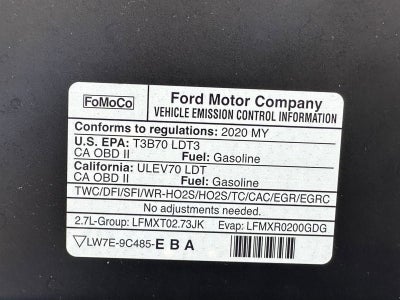 FoMoCo
Ford Motor Company
VEHICLE EMISSION CONTROL INFORMATION
Conforms to regulations: 2020 MY
U.S. EPA: T3B70 LDT3
CA OBD II Fuel: Gasoline
California: ULEV70 LDT
CA OBD II Fuel: Gasoline
TWC/DFI/SFI/WR-HO2S/HO2S/TC/CAC/EGR/EGRC
No adjustments needed.
2.7L-Group: LFMXT02.73JK Evap: LFMXR0200GDG
LW7E-9C485-E B A